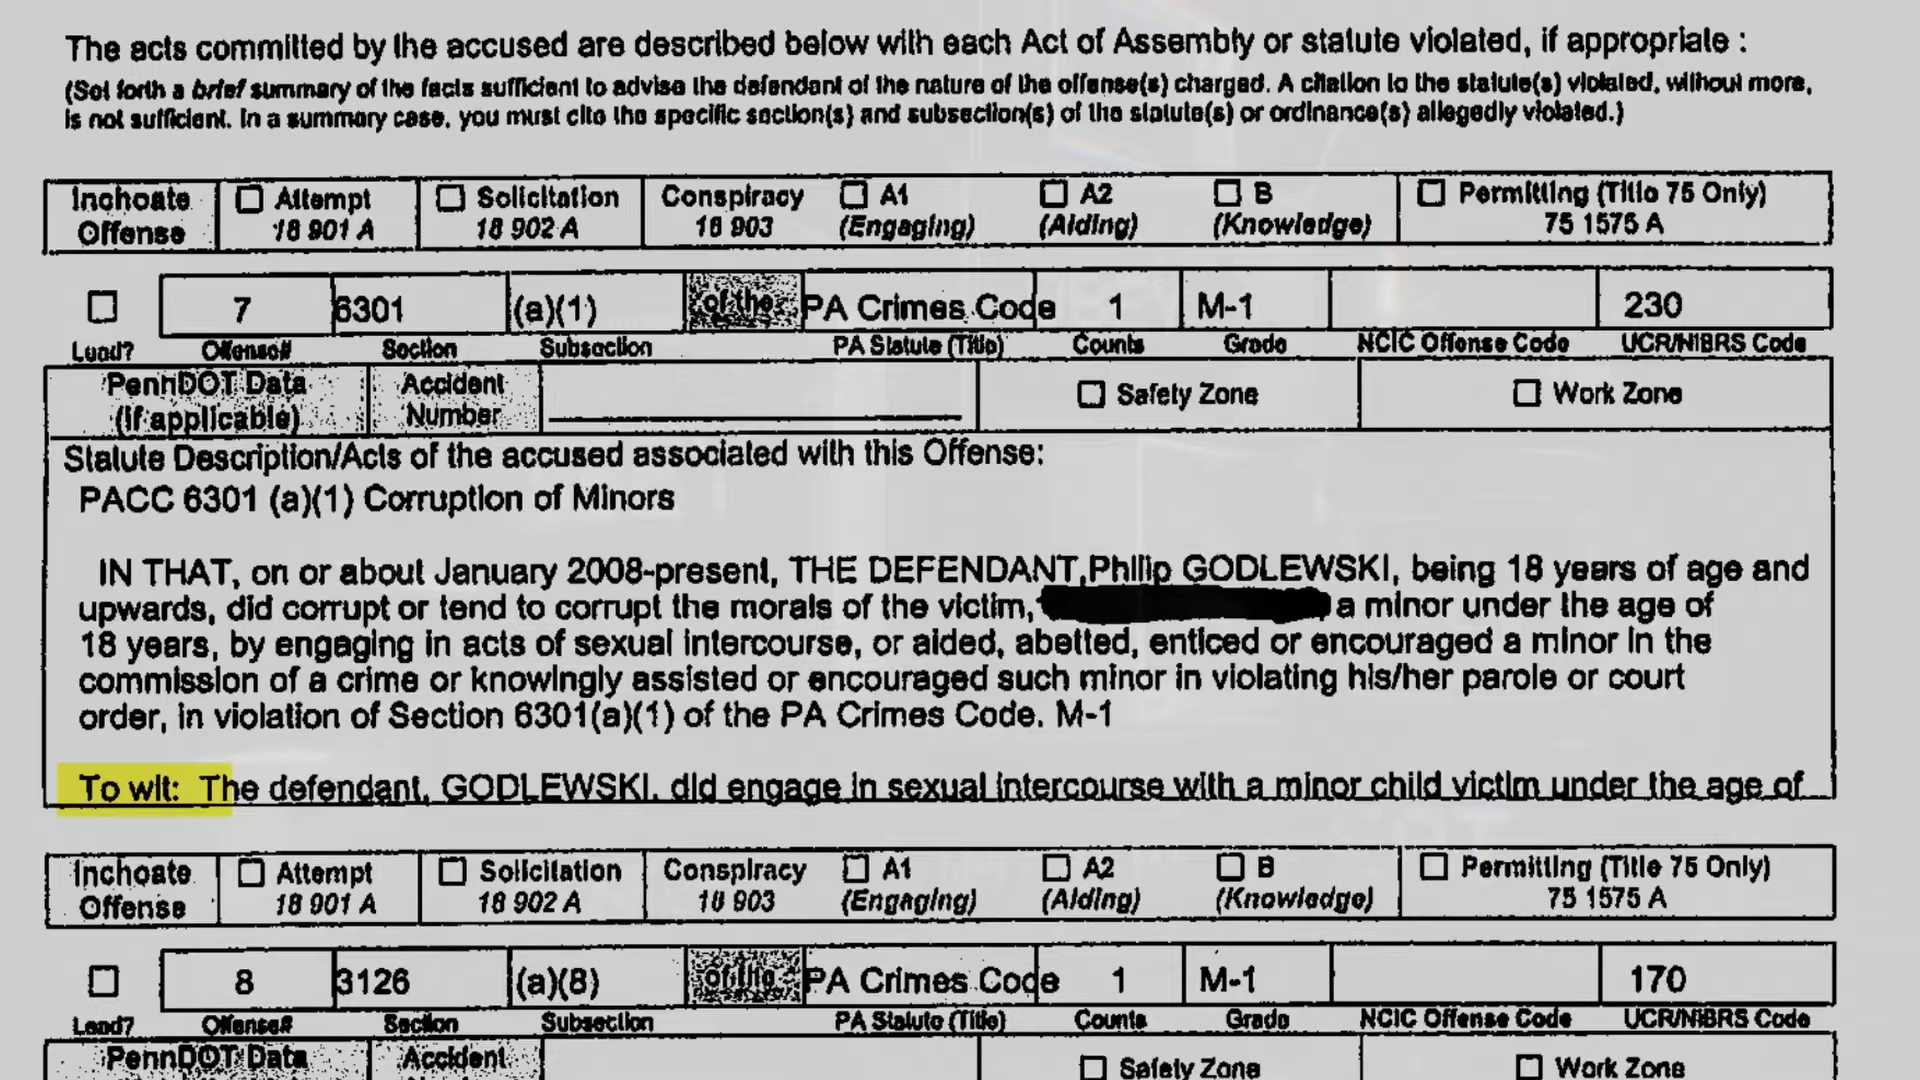 The acts committed by the accused are described below with each Act of Assembly or statute violated, if appropriate :
(Set forth a brief summary of the facts sufficient to advise the defendant of the nature of the offense(s) charged. A citation to the statute(s) violated, without more,
is not sufficient. In a summary case, you must cite the specific section(s) and subsection(s) of the statute(s) or ordinance(s) allegedly violated.)
Inchoate Offense Attempt 18 901 A Solicitation 18 902 A Conspiracy 18 903 A1 (Engaging) A2 (Aiding) B (Knowledge) Permitting (Title 75 Only) 75 1575 A
7 6301 (a)(1) of the PA Crimes Code 1 M-1 230
Lead? Offense# Section Subsection PA Statute (Title) Counts Grade NCIC Offense Code UCR/NIBRS Code
PennDOT Data (if applicable) Accident Number Safety Zone Work Zone
Statute Description/Acts of the accused associated with this Offense:
PACC 6301 (a)(1) Corruption of Minors
IN THAT, on or about January 2008-present, THE DEFENDANT,Philip GODLEWSKI, being 18 years of age and
upwards, did corrupt or tend to corrupt the morals of the victim, a minor under the age of
18 years, by engaging in acts of sexual intercourse, or aided, abetted, enticed or encouraged a minor in the
commission of a crime or knowingly assisted or encouraged such minor in violating his/her parole or court
order, in violation of Section 6301(a)(1) of the PA Crimes Code. M-1
To wit: The defendant, GODLEWSKI, did engage in sexual intercourse with a minor child victim under the age of
Inchoate Offense Attempt 18 901 A Solicitation 18 902 A Conspiracy 18 903 A1 (Engaging) A2 (Aiding) B (Knowledge) Permitting (Title 75 Only) 75 1575 A
8 3126 (a)(8) of the PA Crimes Code 1 M-1 170
Lead? Offense# Section Subsection PA Statute (Title) Counts Grade NCIC Offense Code UCR/NIBRS Code
PennDOT Data Accident Safety Zone Work Zone